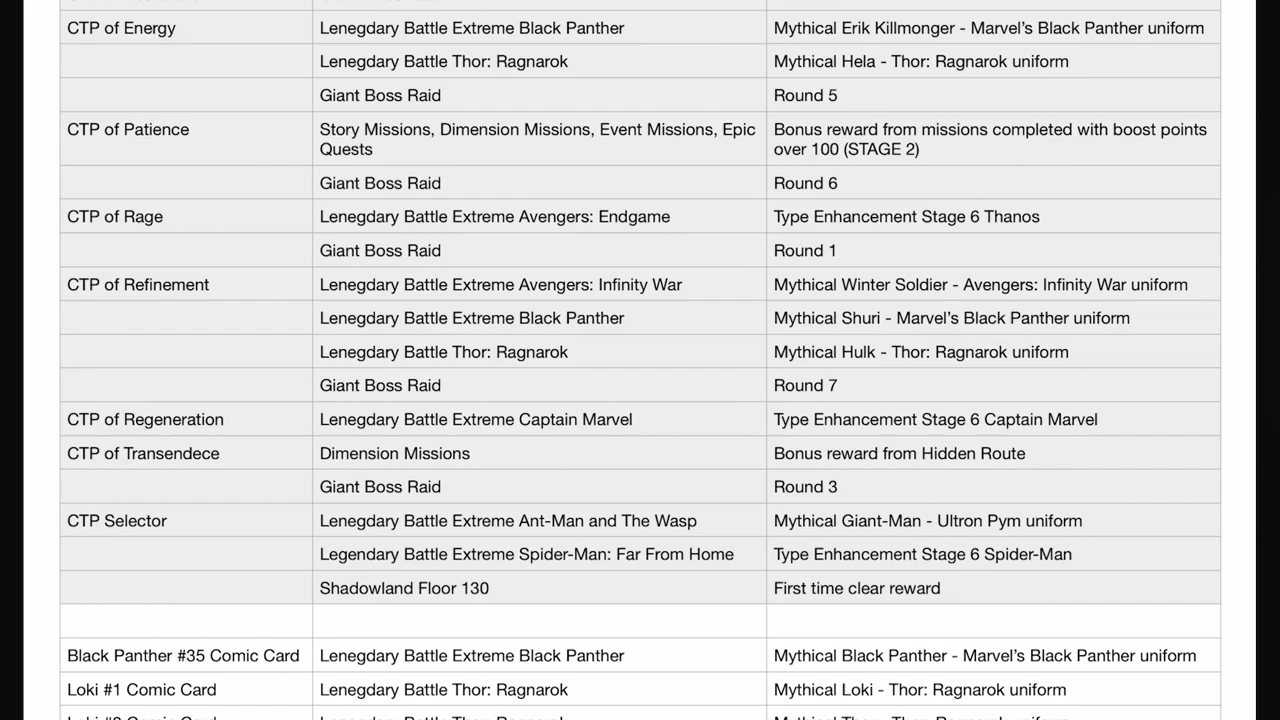 CTP of Energy Lenegdary Battle Extreme Black Panther Mythical Erik Killmonger - Marvel’s Black Panther uniform
Lenegdary Battle Thor: Ragnarok Mythical Hela - Thor: Ragnarok uniform
Giant Boss Raid Round 5
CTP of Patience Story Missions, Dimension Missions, Event Missions, Epic Bonus reward from missions completed with boost points
Quests over 100 (STAGE 2)
Giant Boss Raid Round 6
CTP of Rage Lenegdary Battle Extreme Avengers: Endgame Type Enhancement Stage 6 Thanos
Giant Boss Raid Round 1
CTP of Refinement Lenegdary Battle Extreme Avengers: Infinity War Mythical Winter Soldier - Avengers: Infinity War uniform
Lenegdary Battle Extreme Black Panther Mythical Shuri - Marvel’s Black Panther uniform
Lenegdary Battle Thor: Ragnarok Mythical Hulk - Thor: Ragnarok uniform
Giant Boss Raid Round 7
CTP of Regeneration Lenegdary Battle Extreme Captain Marvel Type Enhancement Stage 6 Captain Marvel
CTP of Transendece Dimension Missions Bonus reward from Hidden Route
Giant Boss Raid Round 3
CTP Selector Lenegdary Battle Extreme Ant-Man and The Wasp Mythical Giant-Man - Ultron Pym uniform
Legendary Battle Extreme Spider-Man: Far From Home Type Enhancement Stage 6 Spider-Man
Shadowland Floor 130 First time clear reward
Black Panther #35 Comic Card Lenegdary Battle Extreme Black Panther Mythical Black Panther - Marvel’s Black Panther uniform
Loki #1 Comic Card Lenegdary Battle Thor: Ragnarok Mythical Loki - Thor: Ragnarok uniform